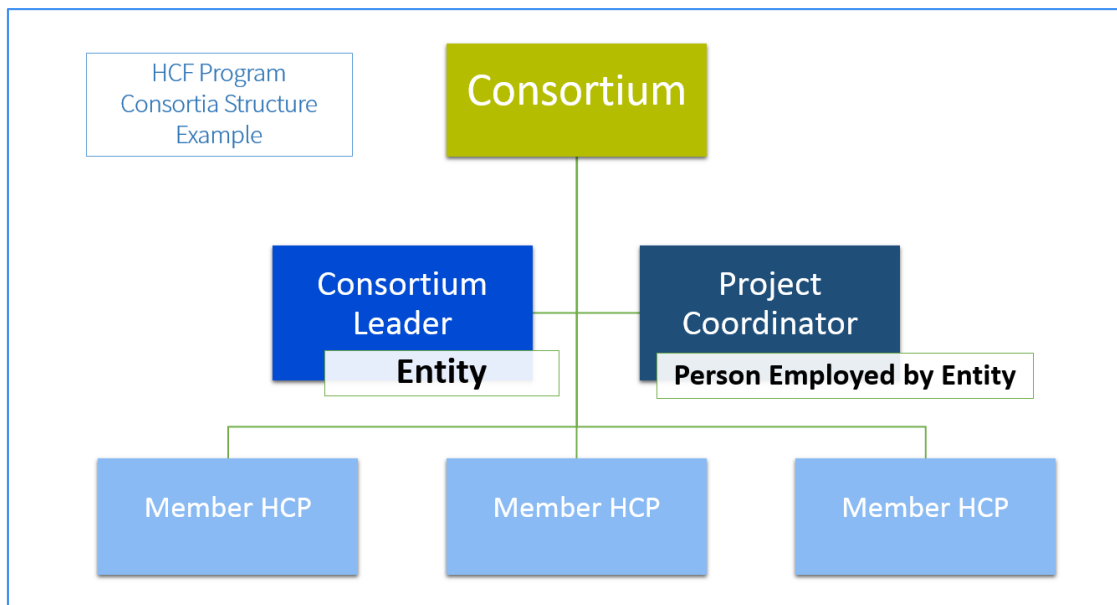 HCF Program
Consortia Structure
Example
Consortium
Consortium
Leader
Entity
Project
Coordinator
Person Employed by Entity
Member HCP
Member HCP
Member HCP